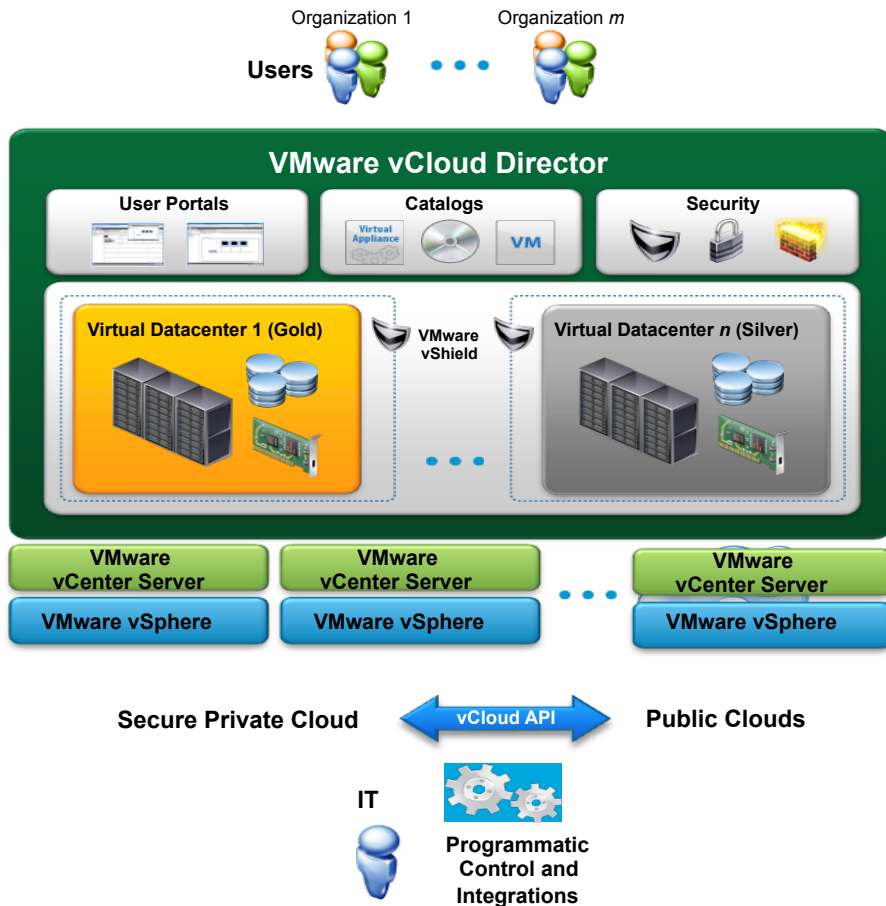 Organization 1
Organization m
Users
VMware vCloud Director
User Portals
Catalogs
Security
Virtual
Appliance
VM
Virtual Datacenter 1 (Gold)
VMware
vShield
Virtual Datacenter n (Silver)
VMware
vCenter Server
VMware
vCenter Server
VMware
vCenter Server
VMware vSphere
VMware vSphere
VMware vSphere
Secure Private Cloud
vCloud API
Public Clouds
IT
Programmatic
Control and
Integrations